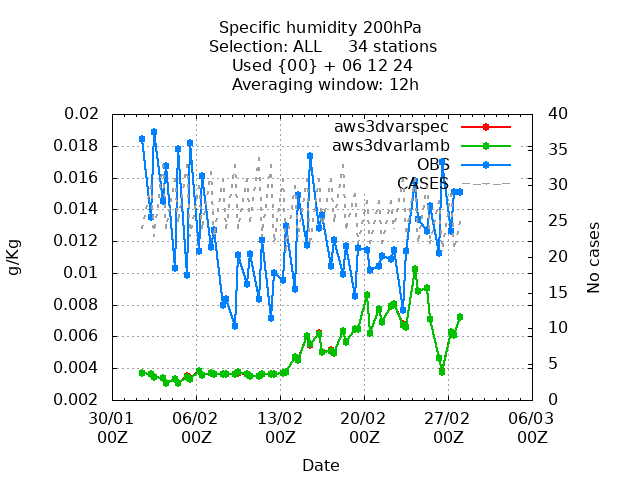 Specific humidity 200hPa
Selection: ALL 34 stations
Used {00} + 06 12 24
Averaging window: 12h
aws3dvarspec
aws3dvarlamb
OBS
CASES
g/Kg
0.02
0.018
0.016
0.014
0.012
0.01
0.008
0.006
0.004
0.002
40
35
30
25
20
15
10
5
0
No cases
30/01 06/02 13/02 20/02 27/02 06/03
00Z 00Z 00Z 00Z 00Z 00Z
Date